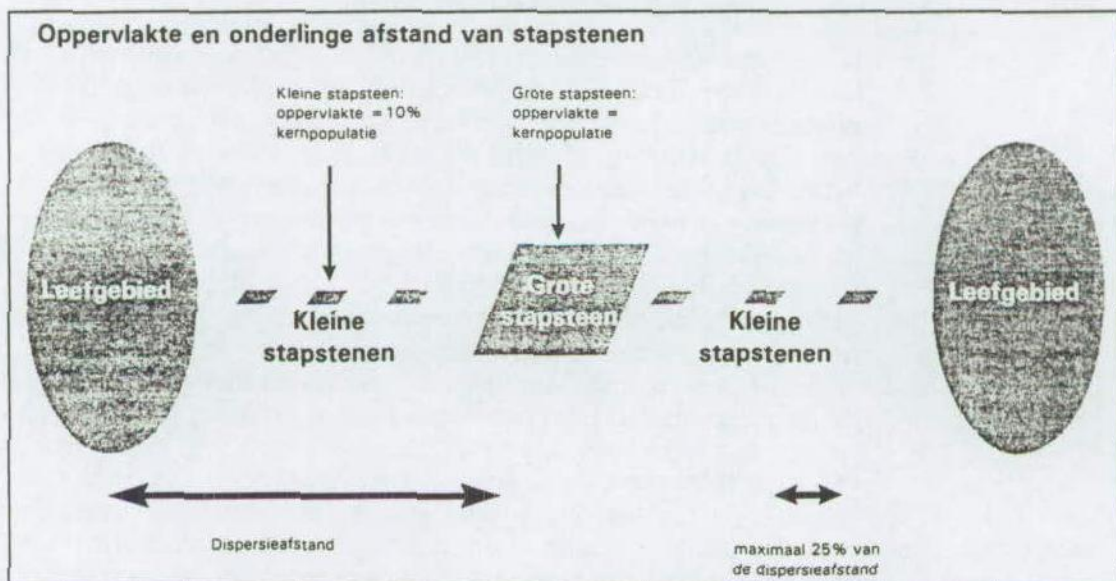 Oppervlakte en onderlinge afstand van stapstenen
Kleine stapsteen:
oppervlakte = 10%
kernpopulatie
Grote stapsteen:
oppervlakte =
kernpopulatie
Leefgebied
Kleine
stapstenen
Grote
stapsteen
Kleine
stapstenen
Leefgebied
Dispersieafstand
maximaal 25% van
de dispersieafstand